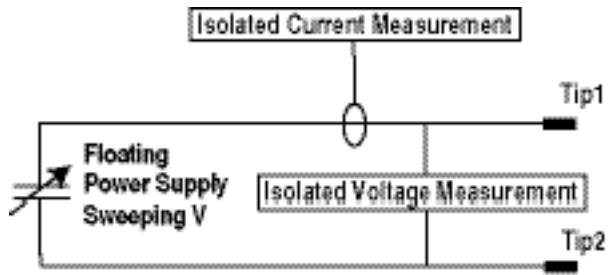 Isolated Current Measurement
Tip1
Floating
Power Supply
Sweeping V
Isolated Voltage Measurement
Tip2